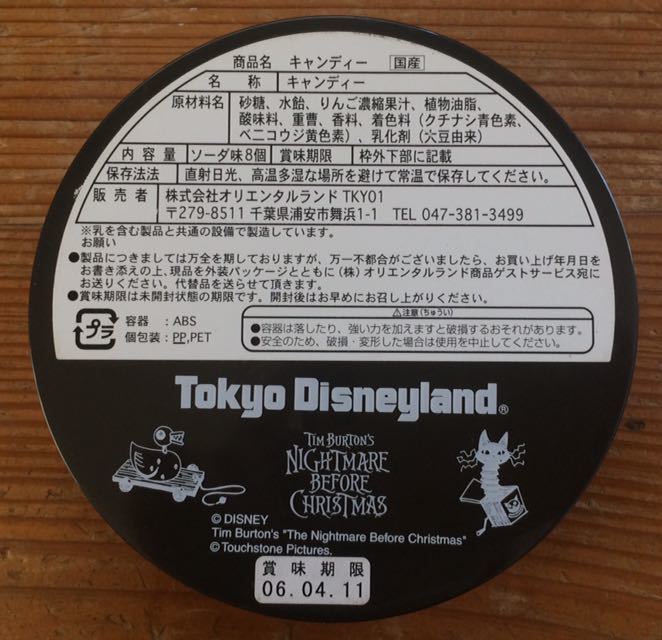 商品名 キャンディー 国産
名称 キャンディー
原材料名 砂糖、水飴、りんご濃縮果汁、植物油脂、
酸味料、重曹、香料、着色料(クチナシ青色素、
ベニコウジ黄色素)、乳化剤(大豆由来)
内容量 ソーダ味8個 賞味期限 枠外下部に記載
保存法法 直射日光、高温多湿な場所を避けて常温で保存してください。
販売者 株式会社オリエンタルランド TKY01
〒279-8511 千葉県浦安市舞浜1-1 TEL 047-381-3499
※乳を含む製品と共通の設備で製造しています。
お願い
●製品につきましては万全を期しておりますが、万一不都合がございましたら、お買い上げ年月日を
お書き添えの上、現品を外装パッケージとともに(株)オリエンタルランド商品ゲストサービス宛に
お送りください。代替品を送らせて頂きます。
●賞味期限は未開封状態の期限です。開封後はお早めにお召し上がりください。
プラ
容器 :ABS
個包装:PP,PET
⚠注意(ちゅうい)
●容器は落したり、強い力を加えますと破損するおそれがあります。
●安全のため、破損・変形した場合は使用を中止してください。
Tokyo Disneyland®
TIM BURTON'S
NIGHTMARE
BEFORE
CHRISTMAS
© DISNEY
Tim Burton's "The Nightmare Before Christmas"
© Touchstone Pictures.
賞味期限
06.04.11